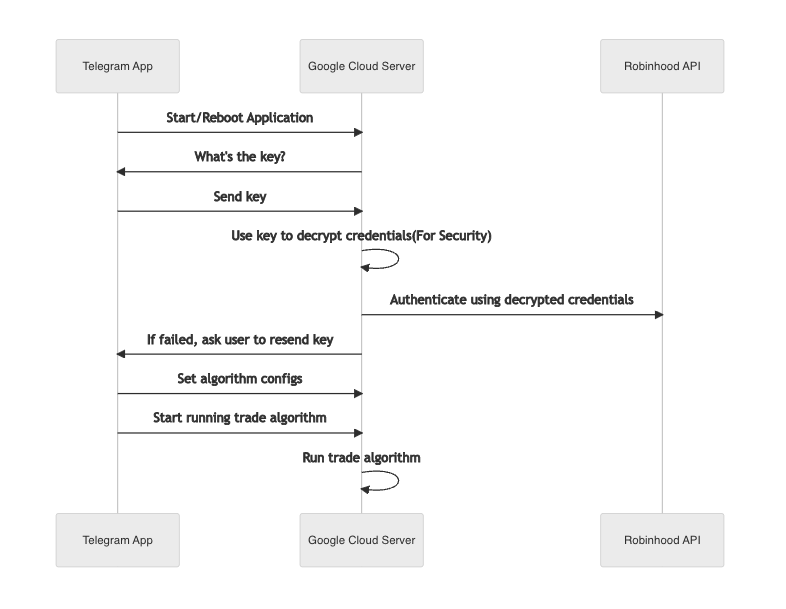 Telegram App
Google Cloud Server
Robinhood API
Start/Reboot Application
What's the key?
Send key
Use key to decrypt credentials(For Security)
Authenticate using decrypted credentials
If failed, ask user to resend key
Set algorithm configs
Start running trade algorithm
Run trade algorithm
Telegram App
Google Cloud Server
Robinhood API